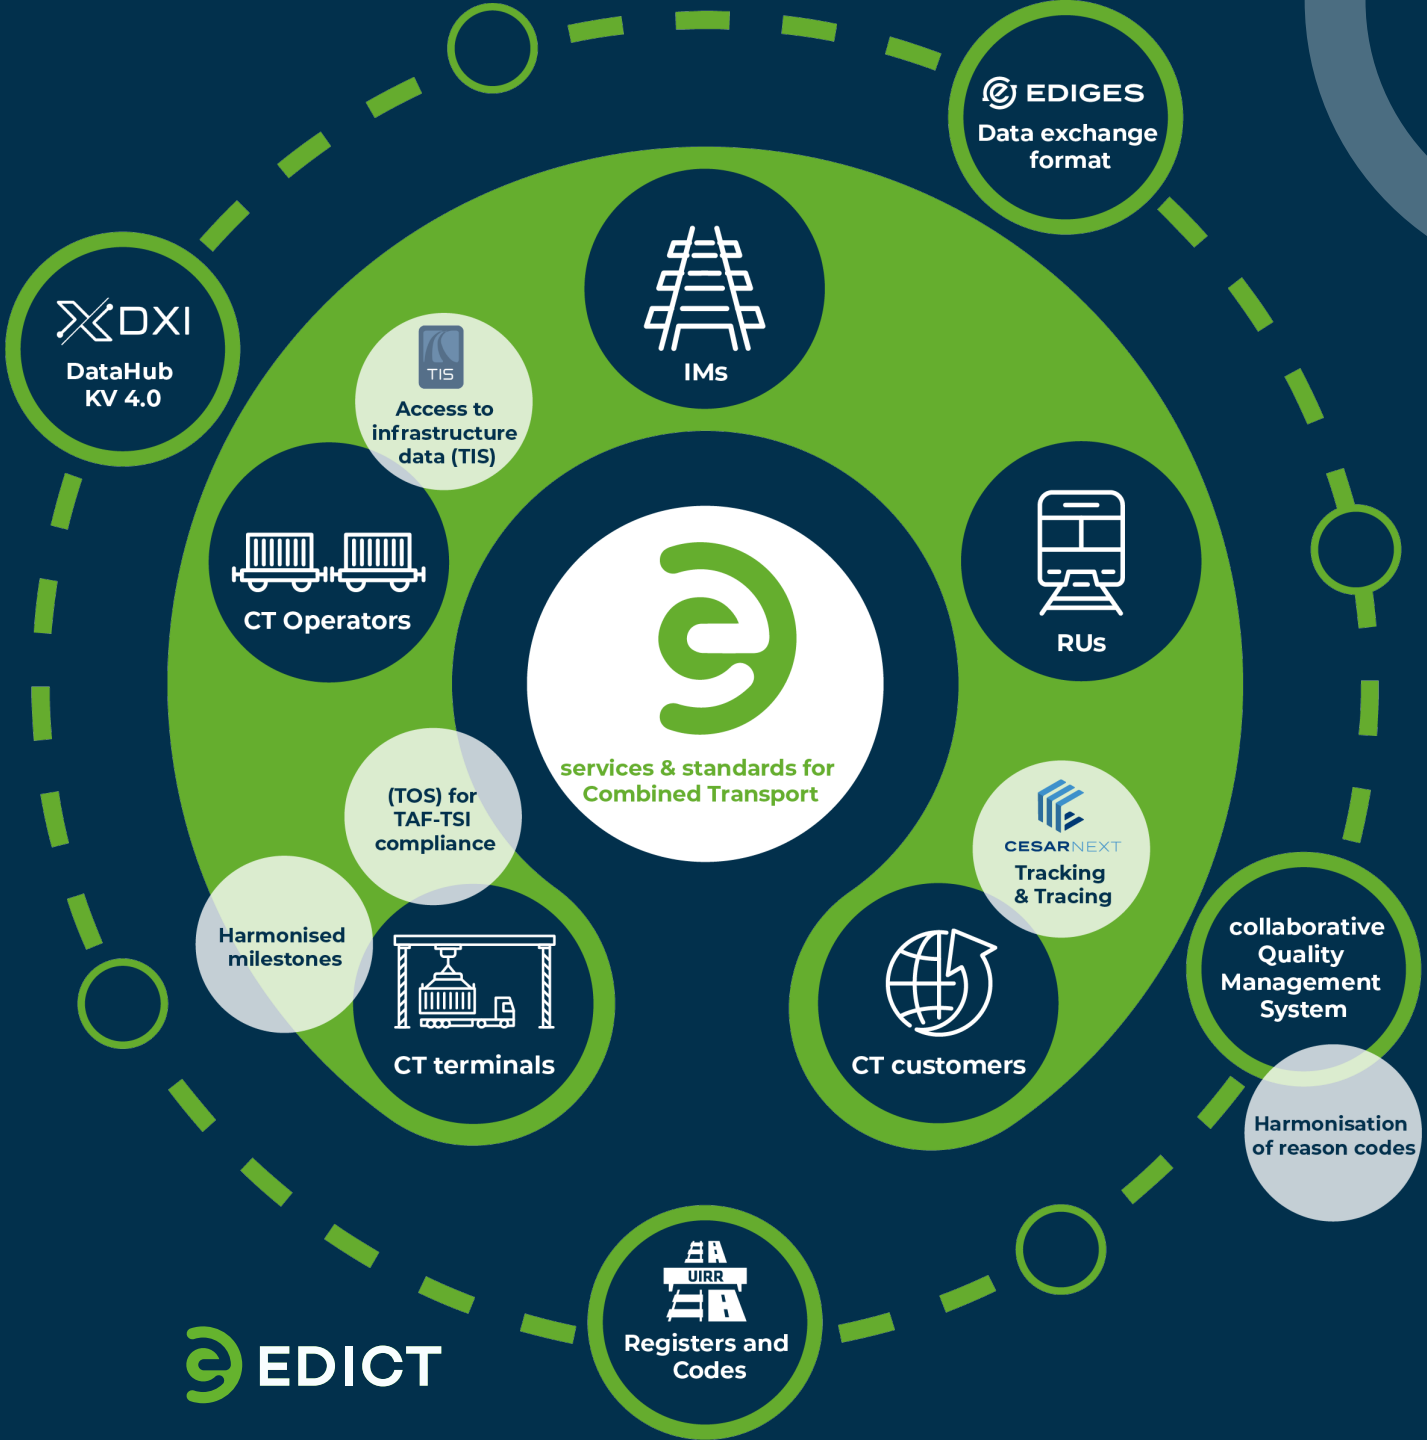 EDIGES
Data exchange
format
DXI
DataHub
KV 4.0
IMs
TIS
Access to
infrastructure
data (TIS)
CT Operators
RUs
services & standards for
Combined Transport
(TOS) for
TAF-TSI
compliance
CESARNEXT
Tracking
& Tracing
Harmonised
milestones
CT terminals
CT customers
collaborative
Quality
Management
System
Harmonisation
of reason codes
UIRR
Registers and
Codes
EDICT